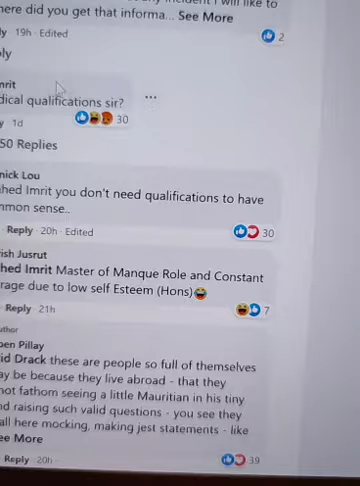 here did you get that informa... See More
y 19h · Edited 2
ly
nrit
dical qualifications sir? ...
y 1d 30
50 Replies
nick Lou
hed Imrit you don't need qualifications to have
mmon sense..
Reply · 20h · Edited 30
ish Jusrut
hed Imrit Master of Manque Role and Constant
rage due to low self Esteem (Hons)😂
Reply 21h 7
uthor
pen Pillay
id Drack these are people so full of themselves
ay be because they live abroad - that they
not fathom seeing a little Mauritian in his tiny
nd raising such valid questions - you see they
all here mocking, making jest statements - like
ee More
Reply · 20h · 39